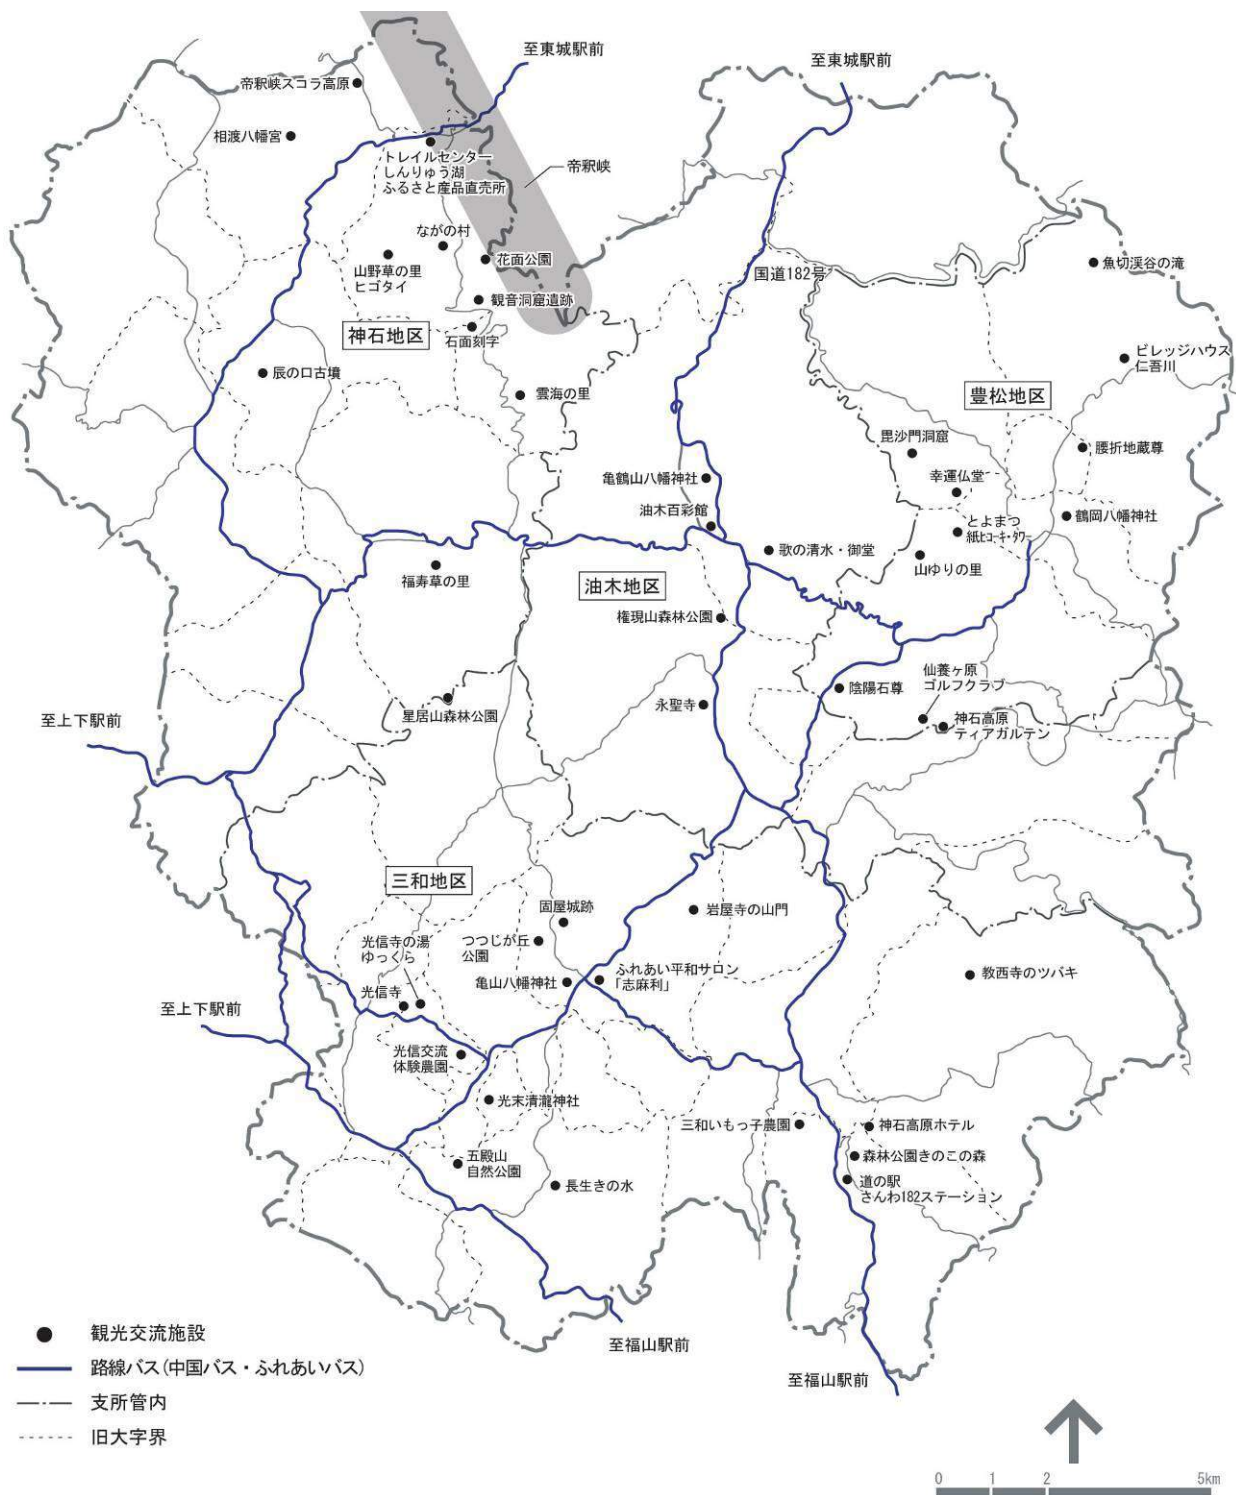 至東城駅前
至東城駅前
帝釈峡スコラ高原
相渡八幡宮
トレイルセンター
しんりゅう湖
ふるさと産品直売所
帝釈峡
ながの村
山野草の里
ヒゴタイ
花面公園
国道182号
魚切渓谷の滝
観音洞窟遺跡
神石地区
石面刻字
ビレッジハウス
仁吾川
辰の口古墳
雲海の里
豊松地区
毘沙門洞窟
腰折地蔵尊
亀鶴山八幡神社
幸運仏堂
油木百彩館
とよまつ
紙ヒコーキ・タワー
鶴岡八幡神社
歌の清水・御堂
山ゆりの里
福寿草の里
油木地区
権現山森林公園
仙養ヶ原
ゴルフクラブ
陰陽石尊
星居山森林公園
永聖寺
神石高原
ティアガルテン
至上下駅前
三和地区
固屋城跡
岩屋寺の山門
光信寺の湯
ゆっくら
つつじが丘
公園
亀山八幡神社
ふれあい平和サロン
「志麻利」
教西寺のツバキ
光信寺
至上下駅前
光信交流
体験農園
光末清瀧神社
三和いもっ子農園
神石高原ホテル
五殿山
自然公園
森林公園きのこの森
長生きの水
道の駅
さんわ182ステーション
至福山駅前
至福山駅前
観光交流施設
路線バス(中国バス・ふれあいバス)
支所管内
旧大字界
0 1 2 5km